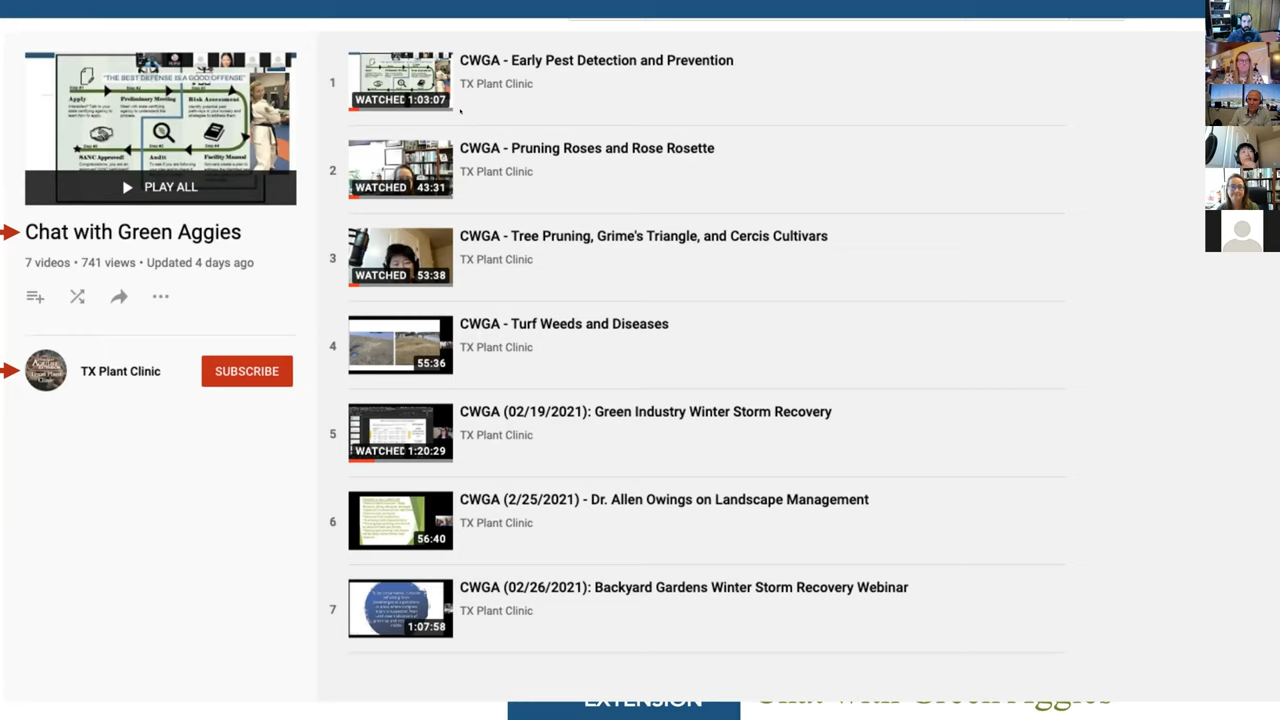 "THE BEST DEFENSE IS A GOOD OFFENSE"
Apply
Preliminary Meeting
Risk Assessment
SANC Approved!
Audit
Facility Manual
PLAY ALL
Chat with Green Aggies
7 videos • 741 views • Updated 4 days ago
TX Plant Clinic
SUBSCRIBE
1
WATCHED 1:03:07
CWGA - Early Pest Detection and Prevention
TX Plant Clinic
2
WATCHED 43:31
CWGA - Pruning Roses and Rose Rosette
TX Plant Clinic
3
WATCHED 53:38
CWGA - Tree Pruning, Grime's Triangle, and Cercis Cultivars
TX Plant Clinic
4
55:36
CWGA - Turf Weeds and Diseases
TX Plant Clinic
5
WATCHED 1:20:29
CWGA (02/19/2021): Green Industry Winter Storm Recovery
TX Plant Clinic
6
56:40
CWGA (2/25/2021) - Dr. Allen Owings on Landscape Management
TX Plant Clinic
7
1:07:58
CWGA (02/26/2021): Backyard Gardens Winter Storm Recovery Webinar
TX Plant Clinic
EXTENSION
Chat with Green Aggies